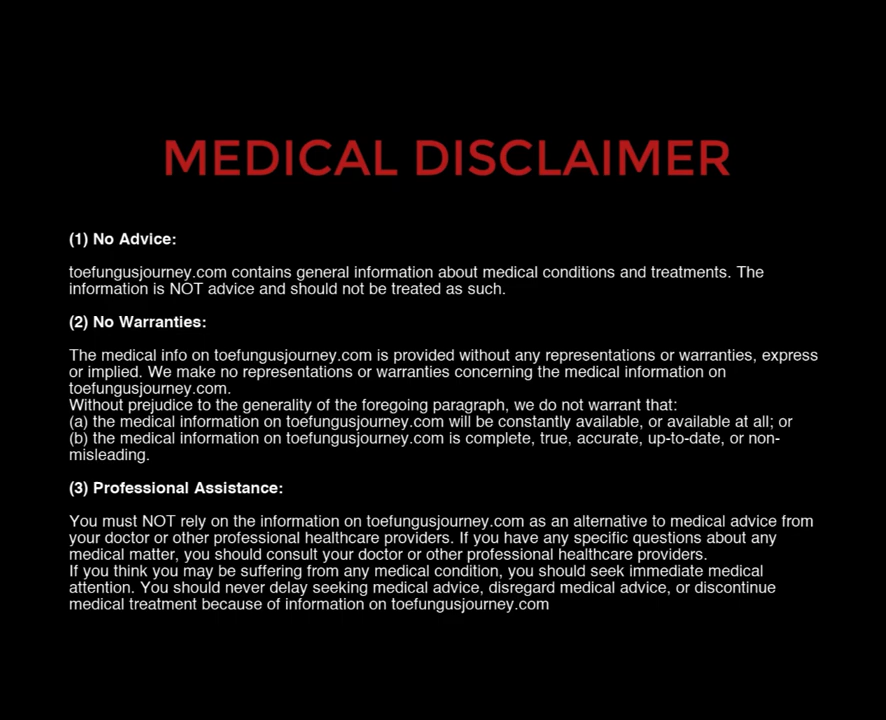 MEDICAL DISCLAIMER
(1) No Advice:
toefungusjourney.com contains general information about medical conditions and treatments. The
information is NOT advice and should not be treated as such.
(2) No Warranties:
The medical info on toefungusjourney.com is provided without any representations or warranties, express
or implied. We make no representations or warranties concerning the medical information on
toefungusjourney.com.
Without prejudice to the generality of the foregoing paragraph, we do not warrant that:
(a) the medical information on toefungusjourney.com will be constantly available, or available at all; or
(b) the medical information on toefungusjourney.com is complete, true, accurate, up-to-date, or non-
misleading.
(3) Professional Assistance:
You must NOT rely on the information on toefungusjourney.com as an alternative to medical advice from
your doctor or other professional healthcare providers. If you have any specific questions about any
medical matter, you should consult your doctor or other professional healthcare providers.
If you think you may be suffering from any medical condition, you should seek immediate medical
attention. You should never delay seeking medical advice, disregard medical advice, or discontinue
medical treatment because of information on toefungusjourney.com